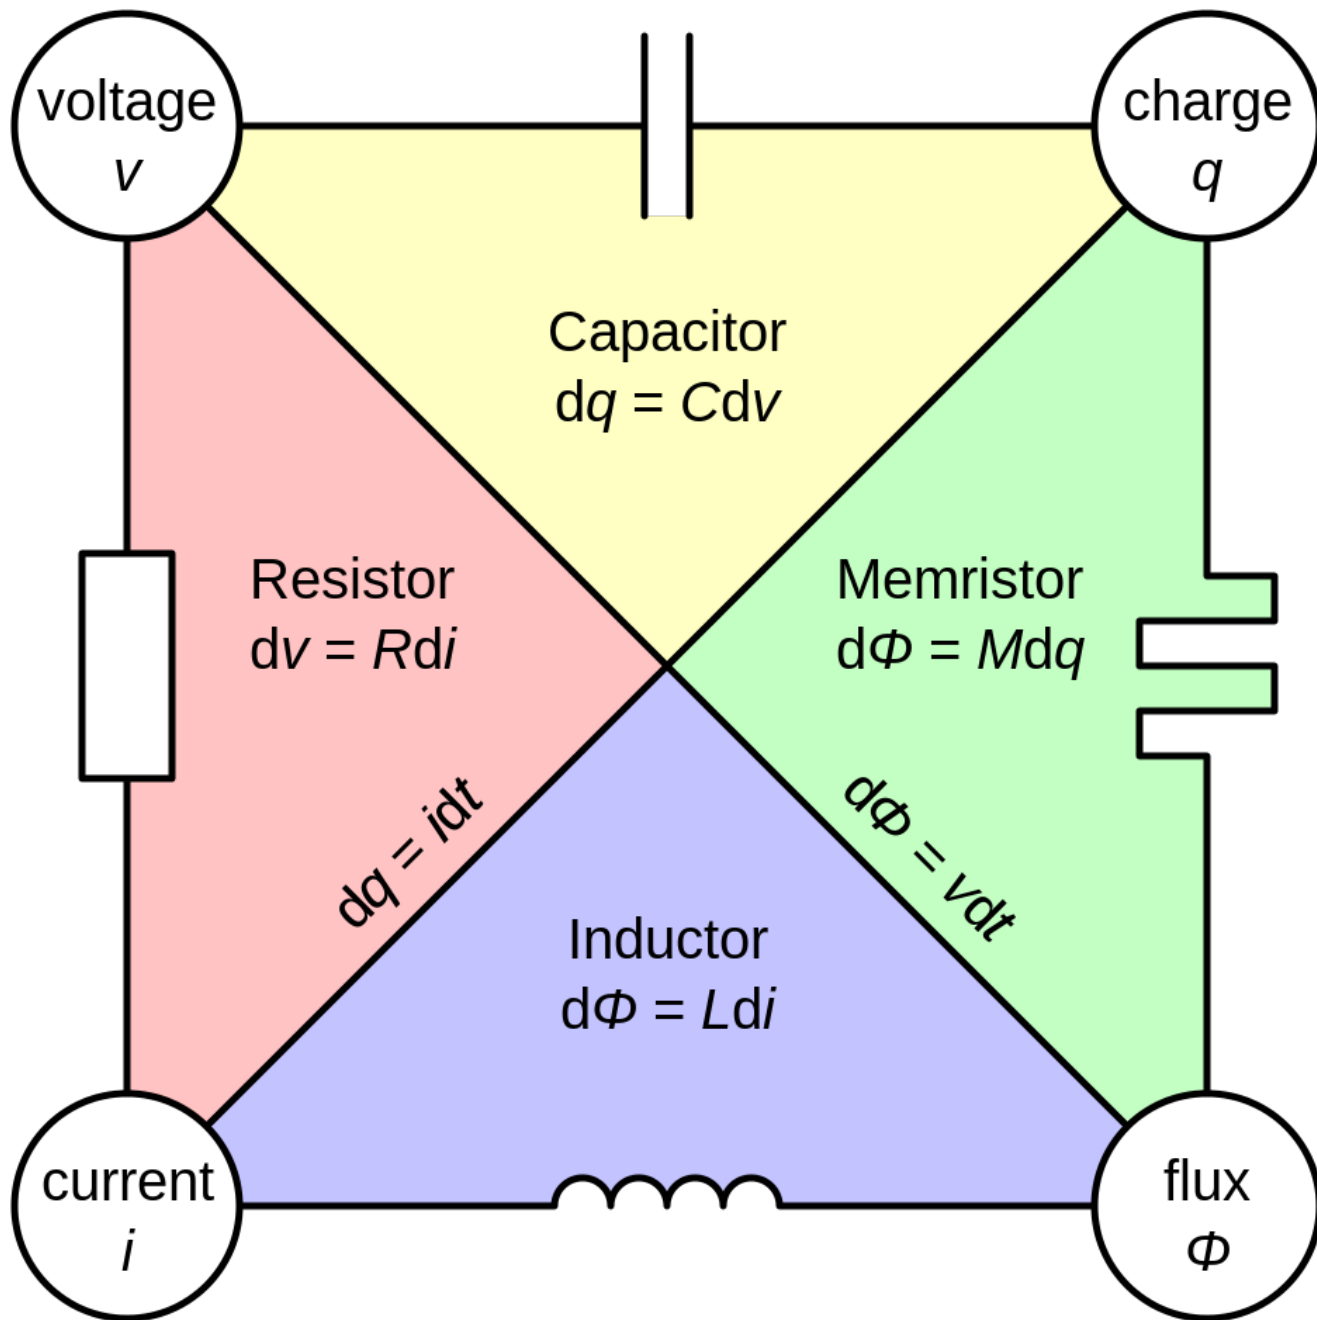 voltage
v
charge
q
Capacitor
dq = Cdv
Resistor
dv = Rdi
Memristor
dΦ = Mdq
dq = idt
dΦ = vdt
Inductor
dΦ = Ldi
current
i
flux
Φ